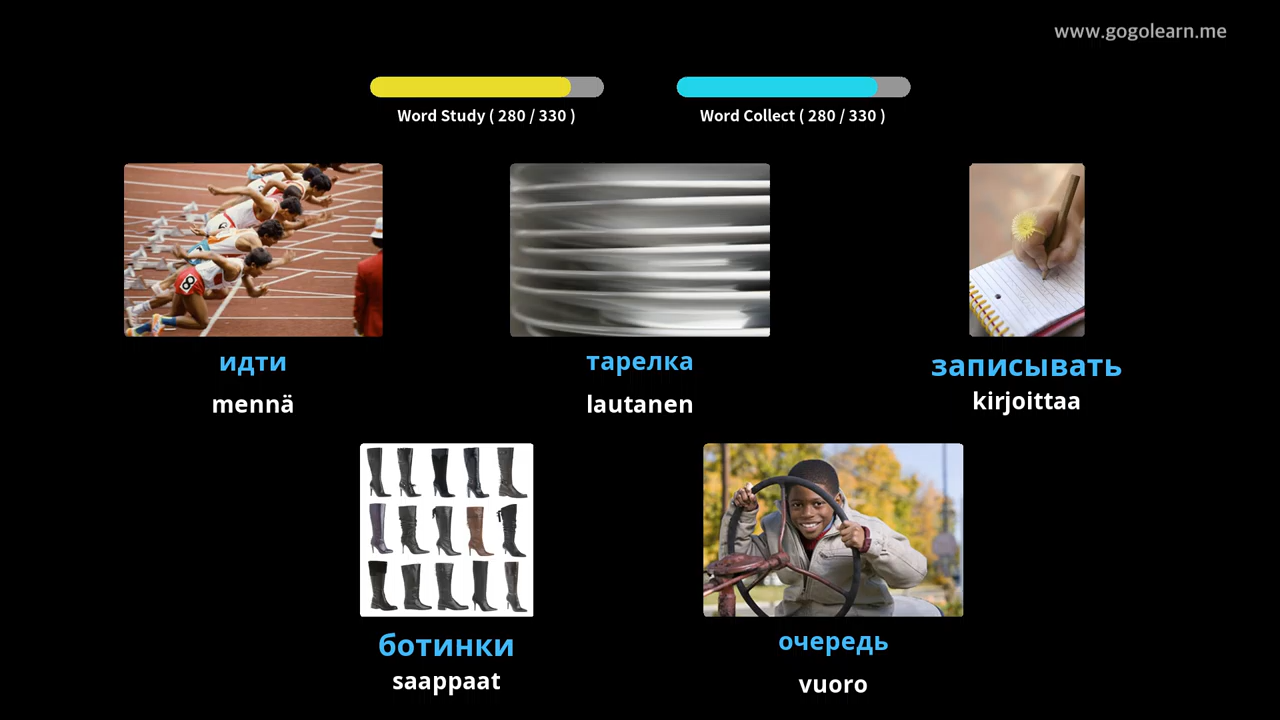 www.gogolearn.me
Word Study ( 280 / 330 )
Word Collect ( 280 / 330 )
8
идти
mennä
тарелка
lautanen
записывать
kirjoittaa
ботинки
saappaat
очередь
vuoro